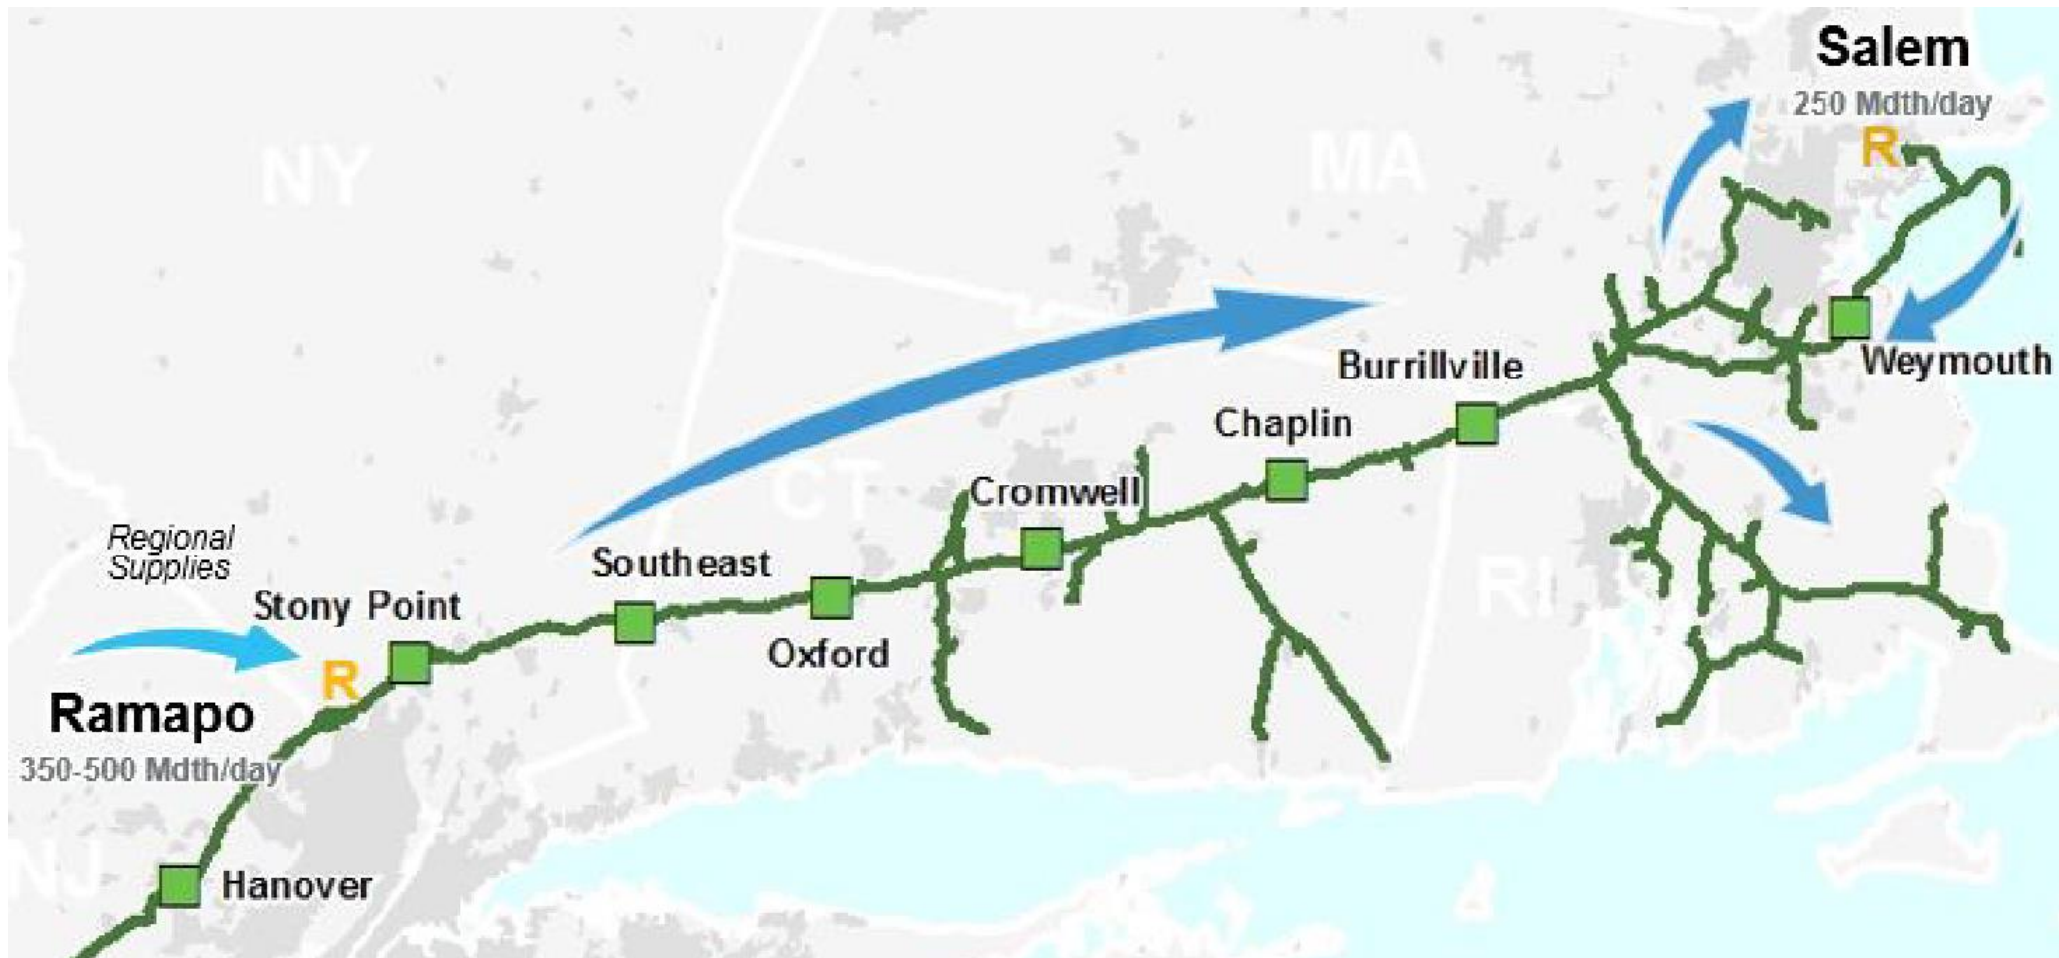 Salem
250 Mdth/day
R
NY
MA
Weymouth
Burrillville
Chaplin
CT
Cromwell
Regional
Supplies
Southeast
Stony Point
RI
Oxford
R
Ramapo
350-500 Mdth/day
NJ
Hanover